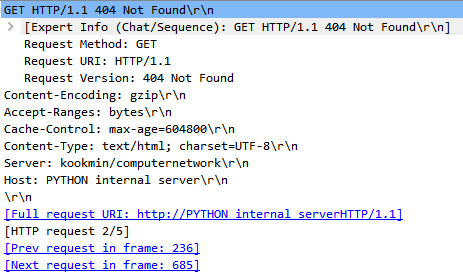 GET HTTP/1.1 404 Not Found\r\n
[Expert Info (Chat/Sequence): GET HTTP/1.1 404 Not Found\r\n]
Request Method: GET
Request URI: HTTP/1.1
Request Version: 404 Not Found
Content-Encoding: gzip\r\n
Accept-Ranges: bytes\r\n
Cache-Control: max-age=604800\r\n
Content-Type: text/html; charset=UTF-8\r\n
Server: kookmin/computernetwork\r\n
Host: PYTHON internal server\r\n
\r\n
[Full request URI: http://PYTHON internal serverHTTP/1.1]
[HTTP request 2/5]
[Prev request in frame: 236]
[Next request in frame: 685]